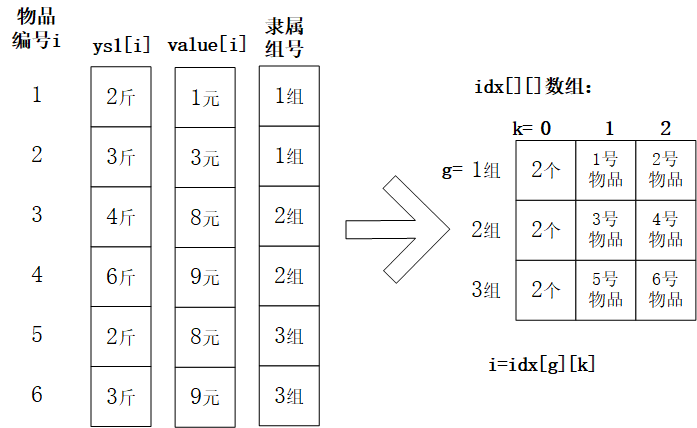 物品
编号i ys1[i] value[i] 隶属
组号
1 2斤 1元 1组
2 3斤 3元 1组
3 4斤 8元 2组
4 6斤 9元 2组
5 2斤 8元 3组
6 3斤 9元 3组
idx[][]数组：
k= 0 1 2
g= 1组 2个 1号
物品 2号
物品
2组 2个 3号
物品 4号
物品
3组 2个 5号
物品 6号
物品
i=idx[g][k]